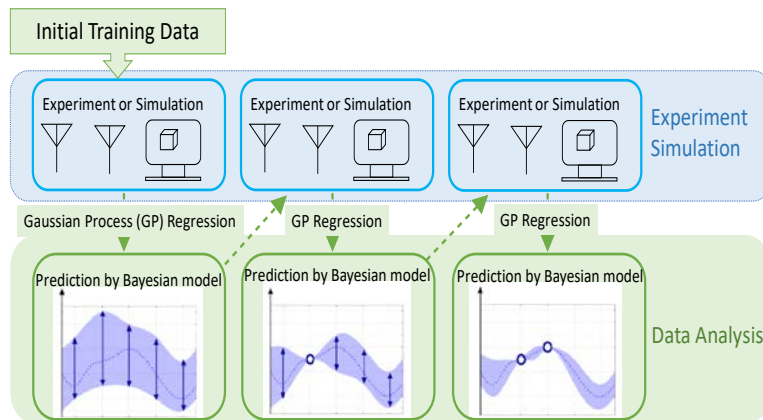 Initial Training Data
Experiment or Simulation
Experiment or Simulation
Experiment or Simulation
Experiment
Simulation
Gaussian Process (GP) Regression
GP Regression
GP Regression
Prediction by Bayesian model
Prediction by Bayesian model
Prediction by Bayesian model
Data Analysis